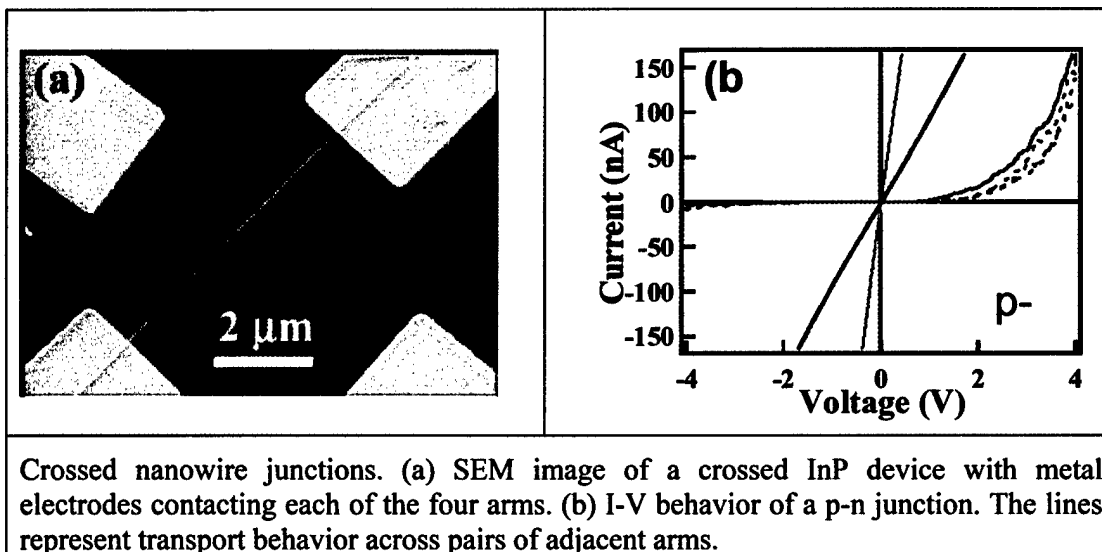 (a)
2 μm
(b
150
100
50
0
-50
-100
-150
Current (nA)
p-
-4 -2 0 2 4
Voltage (V)
Crossed nanowire junctions. (a) SEM image of a crossed InP device with metal
electrodes contacting each of the four arms. (b) I-V behavior of a p-n junction. The lines
represent transport behavior across pairs of adjacent arms.